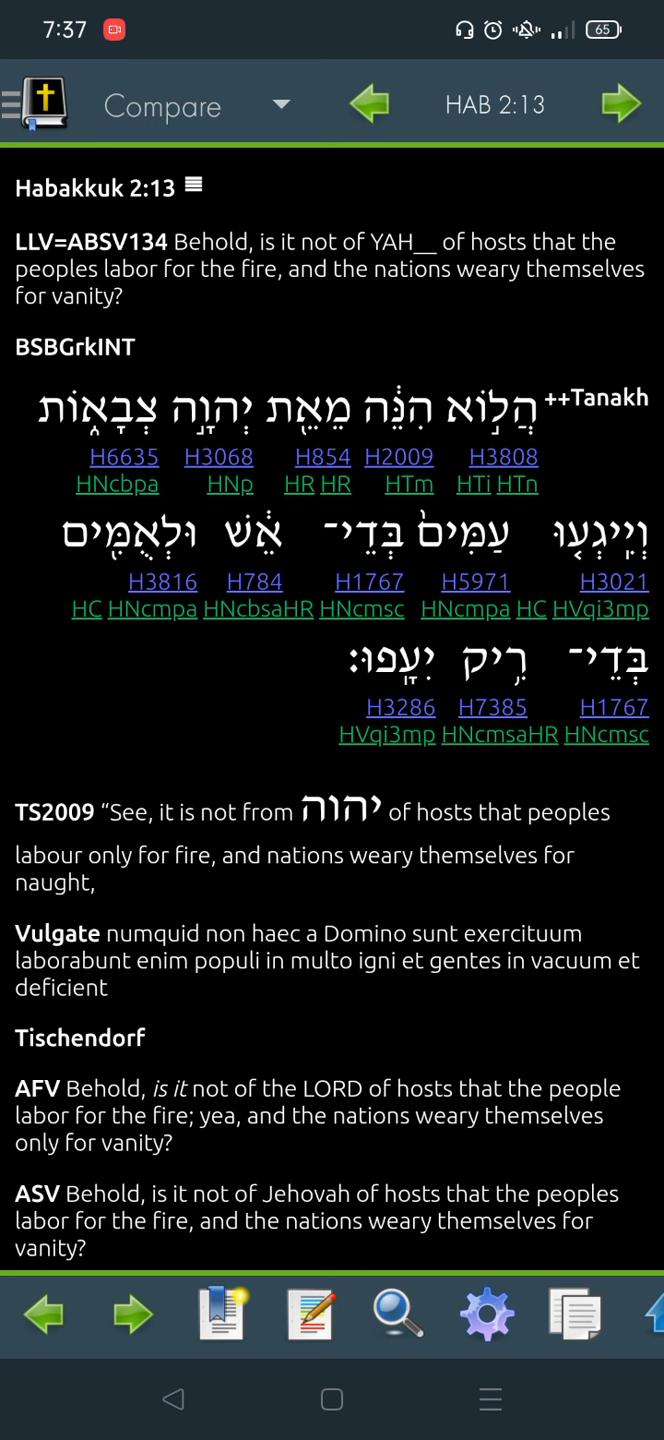 7:37
65
Compare
HAB 2:13
Habakkuk 2:13
LLV=ABSV134 Behold, is it not of YAH__ of hosts that the
peoples labor for the fire, and the nations weary themselves
for vanity?
BSBGrkINT
++Tanakh הֲל֣וֹא הִנֵּ֔ה מֵאֵ֖ת יְהוָ֣ה צְבָא֑וֹת
H3808 H2009 H854 H3068 H6635
HTi HTn HTm HR HR HNp HNcbpa
וְיִֽיגְע֤וּ עַמִּים֙ בְּדֵי־ אֵ֔שׁ וּלְאֻמִּ֖ים
H3021 H5971 H1767 H784 H3816
HC HNcmpa HNcbsaHR HNcmsc HNcmpa HC HVqi3mp
בְּדֵי־ רִ֥יק יִעָֽפוּ׃
H1767 H7385 H3286
HVqi3mp HNcmsaHR HNcmsc
TS2009 “See, it is not from יהוה of hosts that peoples
labour only for fire, and nations weary themselves for
naught,
Vulgate numquid non haec a Domino sunt exercituum
laborabunt enim populi in multo igni et gentes in vacuum et
deficient
Tischendorf
AFV Behold, is it not of the LORD of hosts that the people
labor for the fire; yea, and the nations weary themselves
only for vanity?
ASV Behold, is it not of Jehovah of hosts that the peoples
labor for the fire, and the nations weary themselves for
vanity?